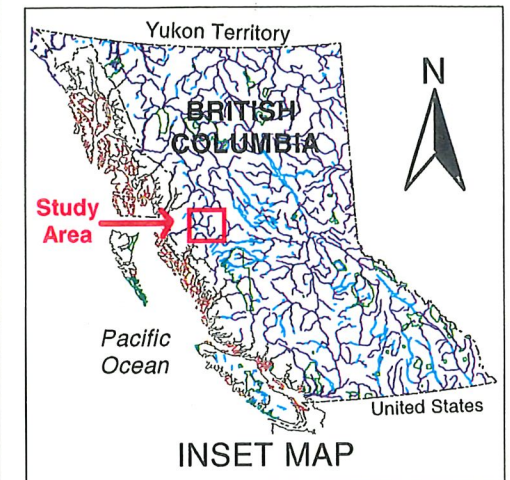 Yukon Territory
N
BRITISH
COLUMBIA
Study
Area
Pacific
Ocean
United States
INSET MAP